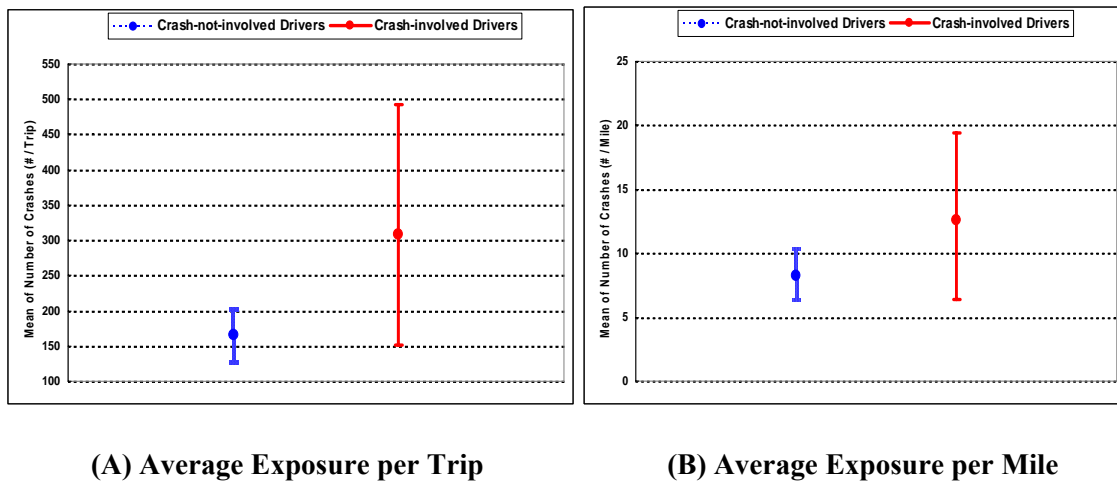 Crash-not-involved Drivers Crash-involved Drivers
Mean of Number of Crashes (# / Trip)
550
500
450
400
350
300
250
200
150
100
Crash-not-involved Drivers Crash-involved Drivers
Mean of Number of Crashes (# / Mile)
25
20
15
10
5
0
(A) Average Exposure per Trip
(B) Average Exposure per Mile